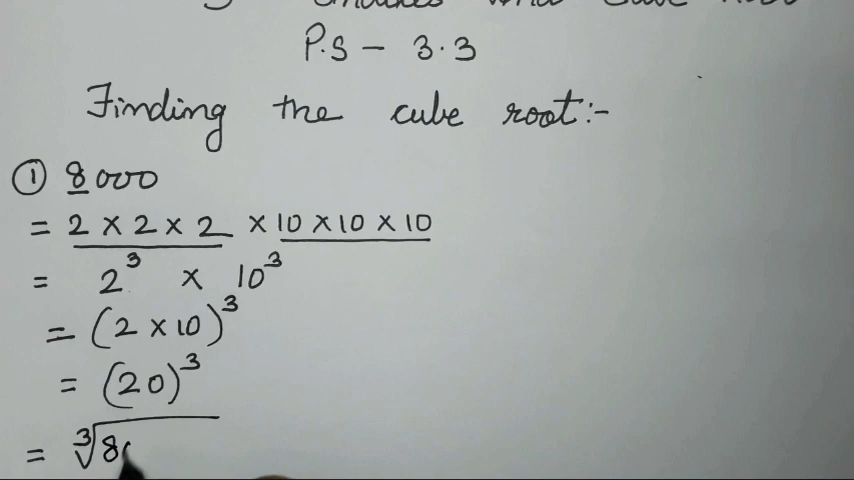 P.S - 3.3
Finding the cube root:-
① 8000
= 2 × 2 × 2 × 10 × 10 × 10
= 2³ × 10³
= (2 × 10)³
= (20)³
= ∛8